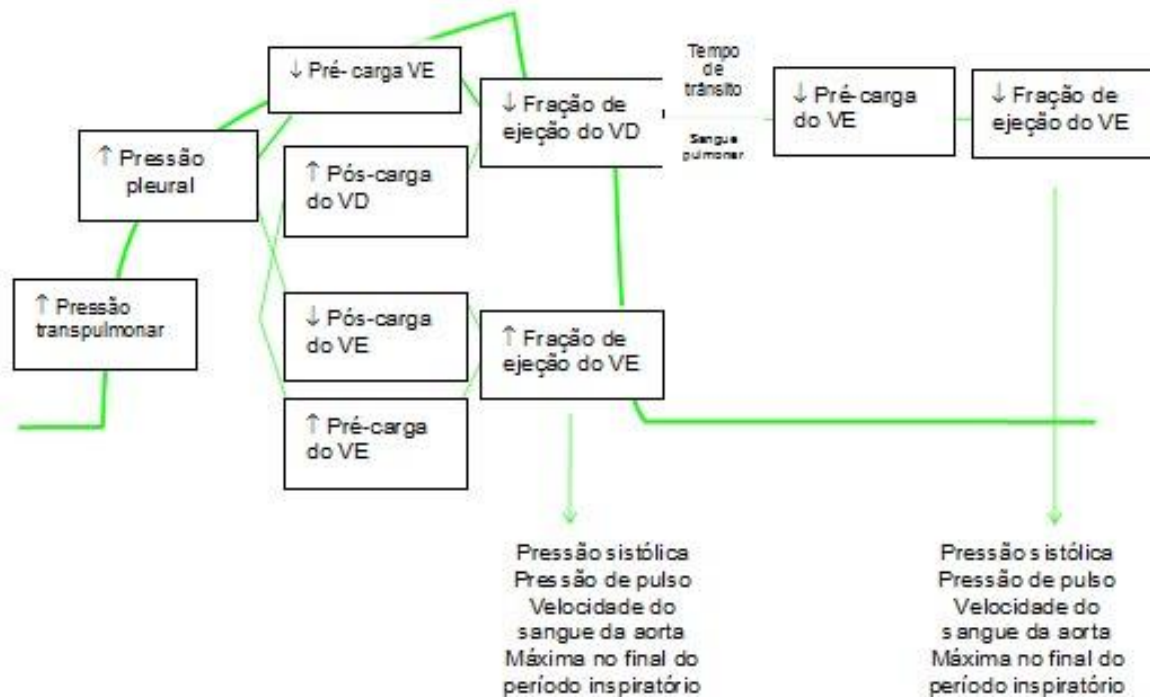 ↓ Pré- carga VE
↑ Pressão
pleural
↑ Pressão
transpulmonar
↑ Pós-carga
do VD
↓ Pós-carga
do VE
↑ Pré-carga
do VE
↓ Fração de
ejeção do VD
↑ Fração de
ejeção do VE
Tempo
de
trânsito
Sangue
pulmonar
↓ Pré-carga
do VE
↓ Fração de
ejeção do VE
Pressão sistólica
Pressão de pulso
Velocidade do
sangue da aorta
Máxima no final do
período inspiratório
Pressão sistólica
Pressão de pulso
Velocidade do
sangue da aorta
Máxima no final do
período inspiratório